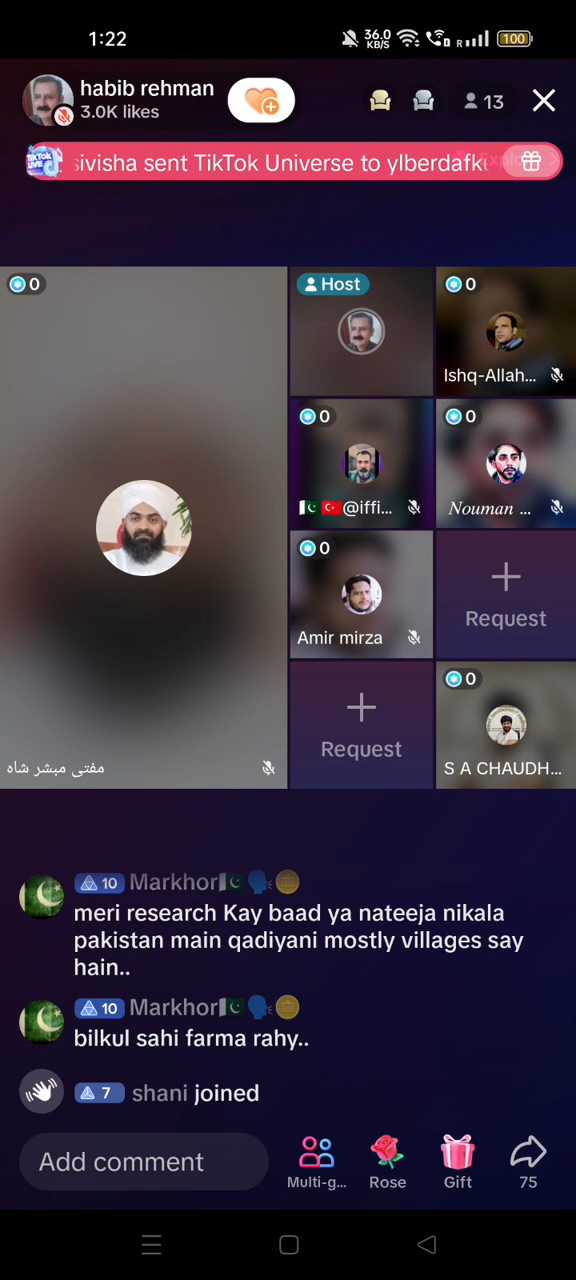 1:22
36.0
KB/S
R
100
habib rehman
3.0K likes
13
sivisha sent TikTok Universe to ylberdafk
0
Host
0
Ishq-Allah...
0
@iffi...
0
Nouman ...
0
Amir mirza
Request
Request
0
S A CHAUDH...
مفتی مبشر شاه
10 Markhor
meri research Kay baad ya nateeja nikala
pakistan main qadiyani mostly villages say
hain..
10 Markhor
bilkul sahi farma rahy..
7 shani joined
Add comment
Multi-g...
Rose
Gift
75